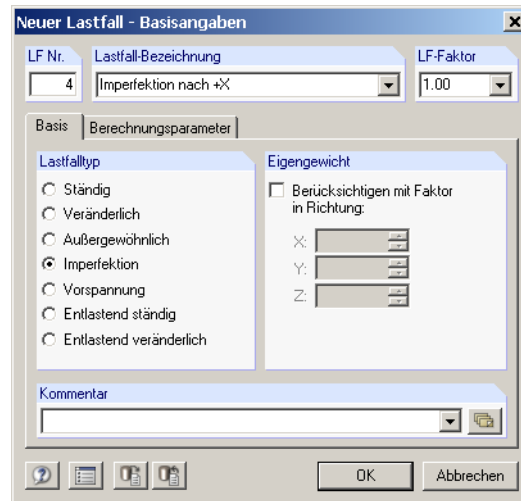 Neuer Lastfall - Basisangaben
LF Nr. Lastfall-Bezeichnung LF-Faktor
4 Imperfektion nach +X 1.00
Basis Berechnungsparameter
Lastfalltyp Eigengewicht
Ständig Berücksichtigen mit Faktor
in Richtung:
Veränderlich
Außergewöhnlich X:
Imperfektion Y:
Vorspannung Z:
Entlastend ständig
Entlastend veränderlich
Kommentar
OK Abbrechen